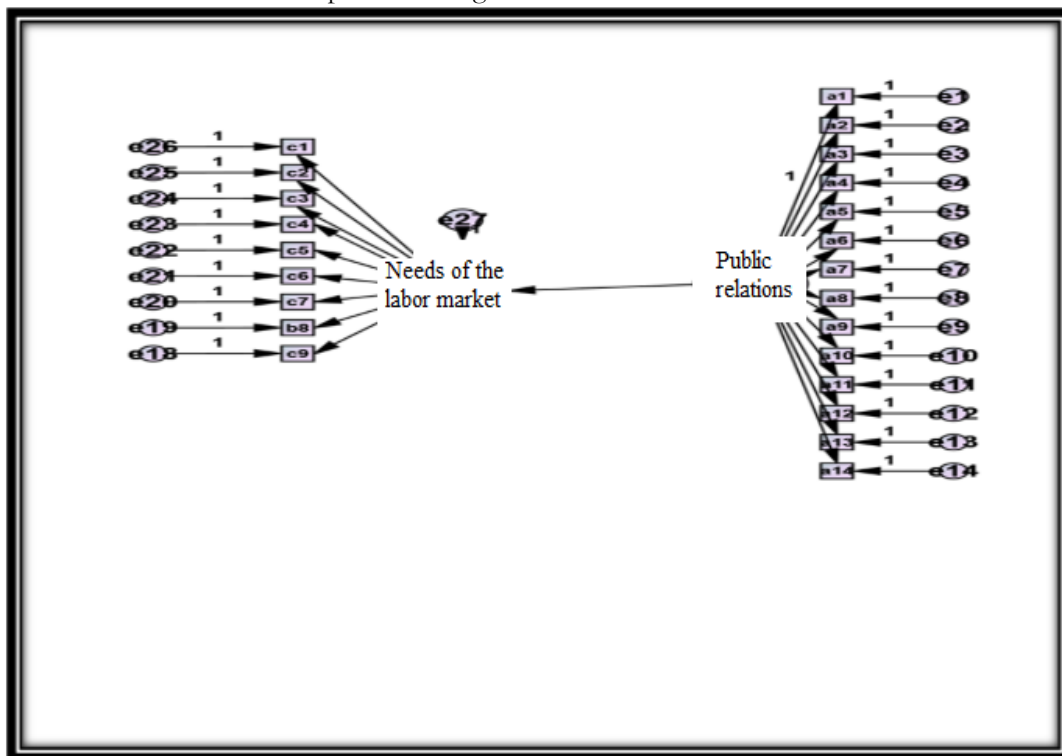 a1 1 e1
a2 1 e2
a3 1 e3
a4 1 e4
a5 1 e5
a6 1 e6
a7 1 e7
a8 1 e8
a9 1 e9
a10 1 e10
a11 1 e11
a12 1 e12
a13 1 e13
a14 1 e14
1
Public
relations
e26 1 c1
e25 1 c2
e24 1 c3
e23 1 c4
e22 1 c5
e21 1 c6
e20 1 c7
e19 1 b8
e18 1 c9
e27
1
Needs of the
labor market